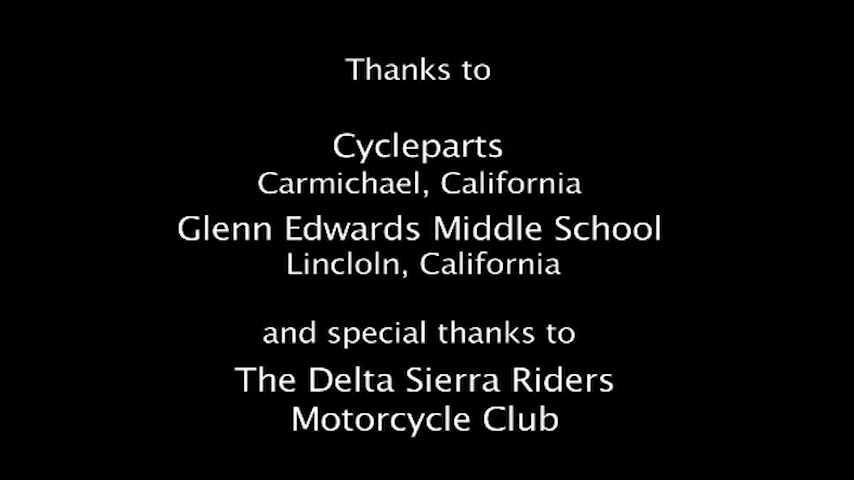 Thanks to
Cycleparts
Carmichael, California
Glenn Edwards Middle School
Lincloln, California
and special thanks to
The Delta Sierra Riders
Motorcycle Club